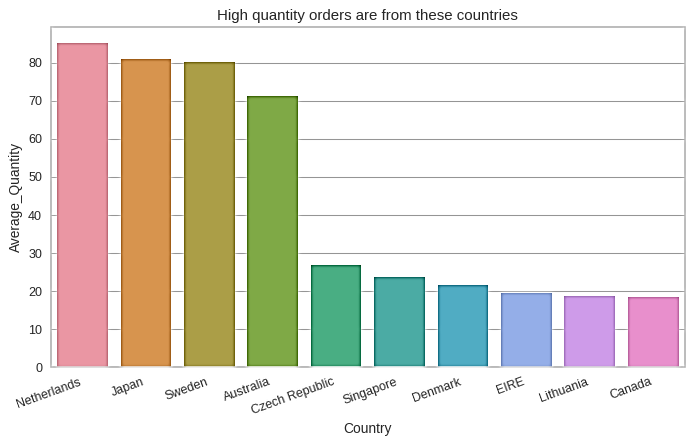 High quantity orders are from these countries
Average_Quantity
80
70
60
50
40
30
20
10
0
Netherlands
Japan
Sweden
Australia
Czech Republic
Singapore
Denmark
EIRE
Lithuania
Canada
Country